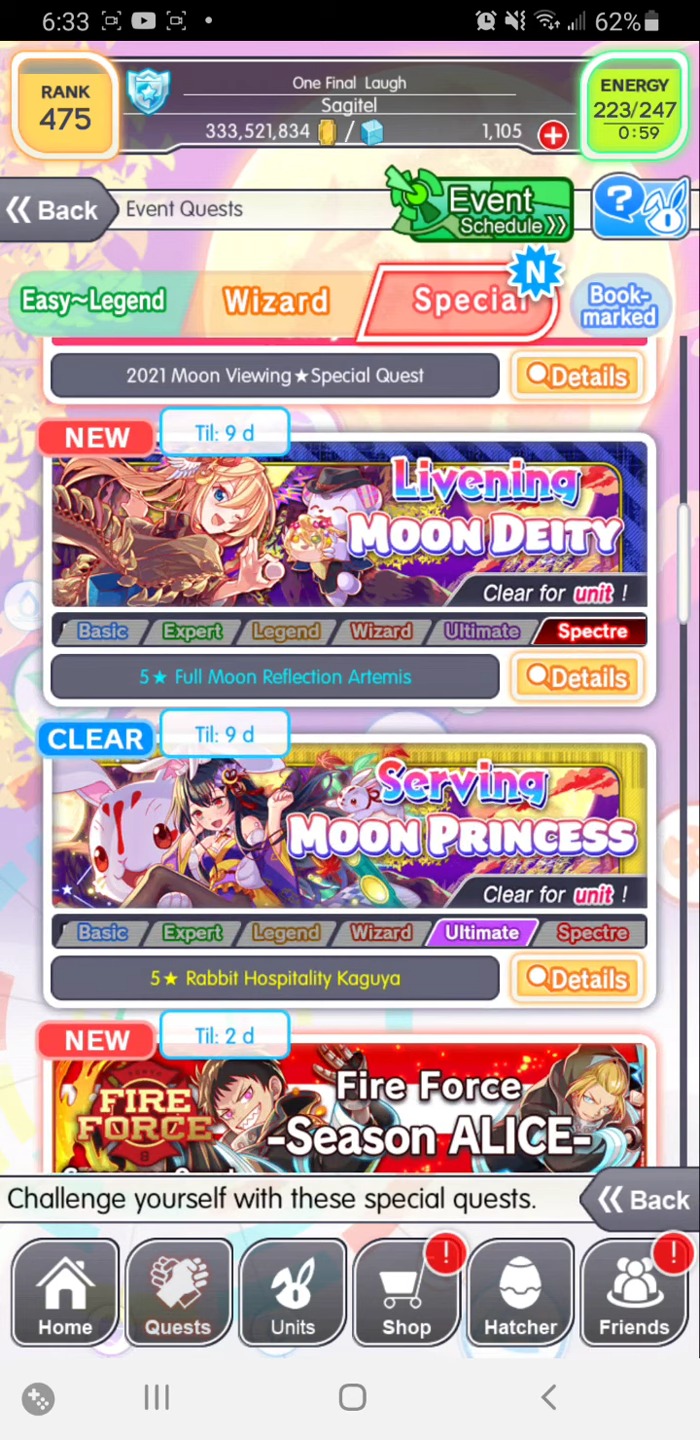 6:33
62%
RANK
475
One Final Laugh
Sagitel
333,521,834 / 1,105
ENERGY
223/247
0:59
Back
Event Quests
Event
Schedule
?
Easy~Legend
Wizard
Special
N
Book-
marked
2021 Moon Viewing★Special Quest
Details
NEW
Til: 9 d
Livening
MOON DEITY
Clear for unit !
Basic
Expert
Legend
Wizard
Ultimate
Spectre
5★ Full Moon Reflection Artemis
Details
CLEAR
Til: 9 d
Serving
MOON PRINCESS
Clear for unit !
Basic
Expert
Legend
Wizard
Ultimate
Spectre
5★ Rabbit Hospitality Kaguya
Details
NEW
Til: 2 d
FIRE
FORCE
8
Fire Force
-Season ALICE-
Challenge yourself with these special quests.
Back
!
!
Home
Quests
Units
Shop
Hatcher
Friends